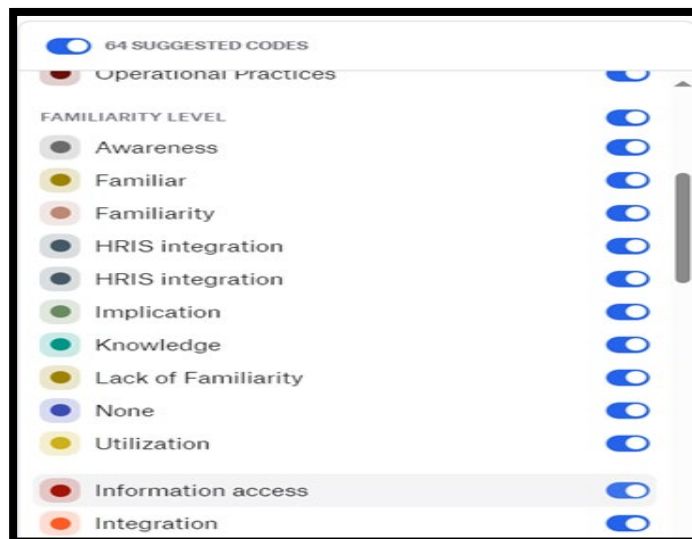 64 SUGGESTED CODES
Operational Practices
FAMILIARITY LEVEL
Awareness
Familiar
Familiarity
HRIS integration
HRIS integration
Implication
Knowledge
Lack of Familiarity
None
Utilization
Information access
Integration